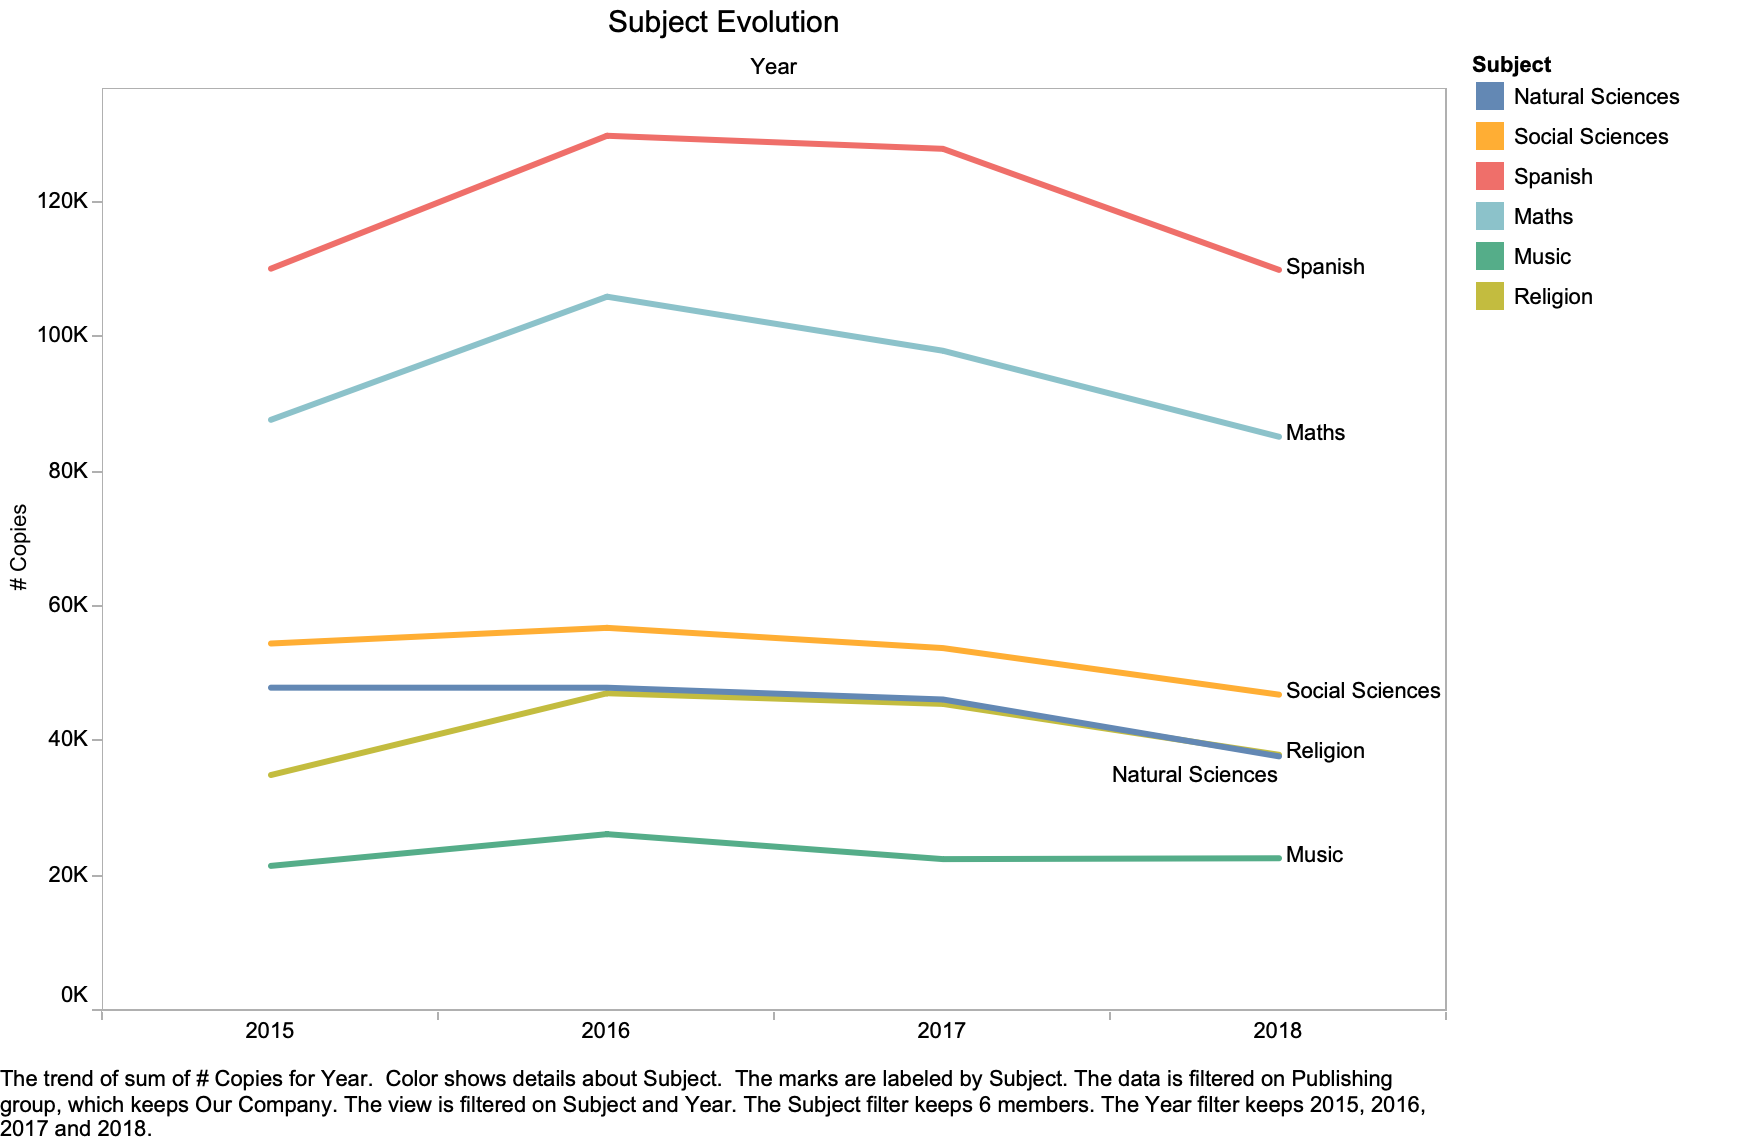 Subject Evolution
Year
Subject
Natural Sciences
Social Sciences
Spanish
Maths
Music
Religion
# Copies
120K
100K
80K
60K
40K
20K
0K
Spanish
Maths
Social Sciences
Religion
Natural Sciences
Music
2015
2016
2017
2018
The trend of sum of # Copies for Year.  Color shows details about Subject.  The marks are labeled by Subject. The data is filtered on Publishing
group, which keeps Our Company. The view is filtered on Subject and Year. The Subject filter keeps 6 members. The Year filter keeps 2015, 2016,
2017 and 2018.